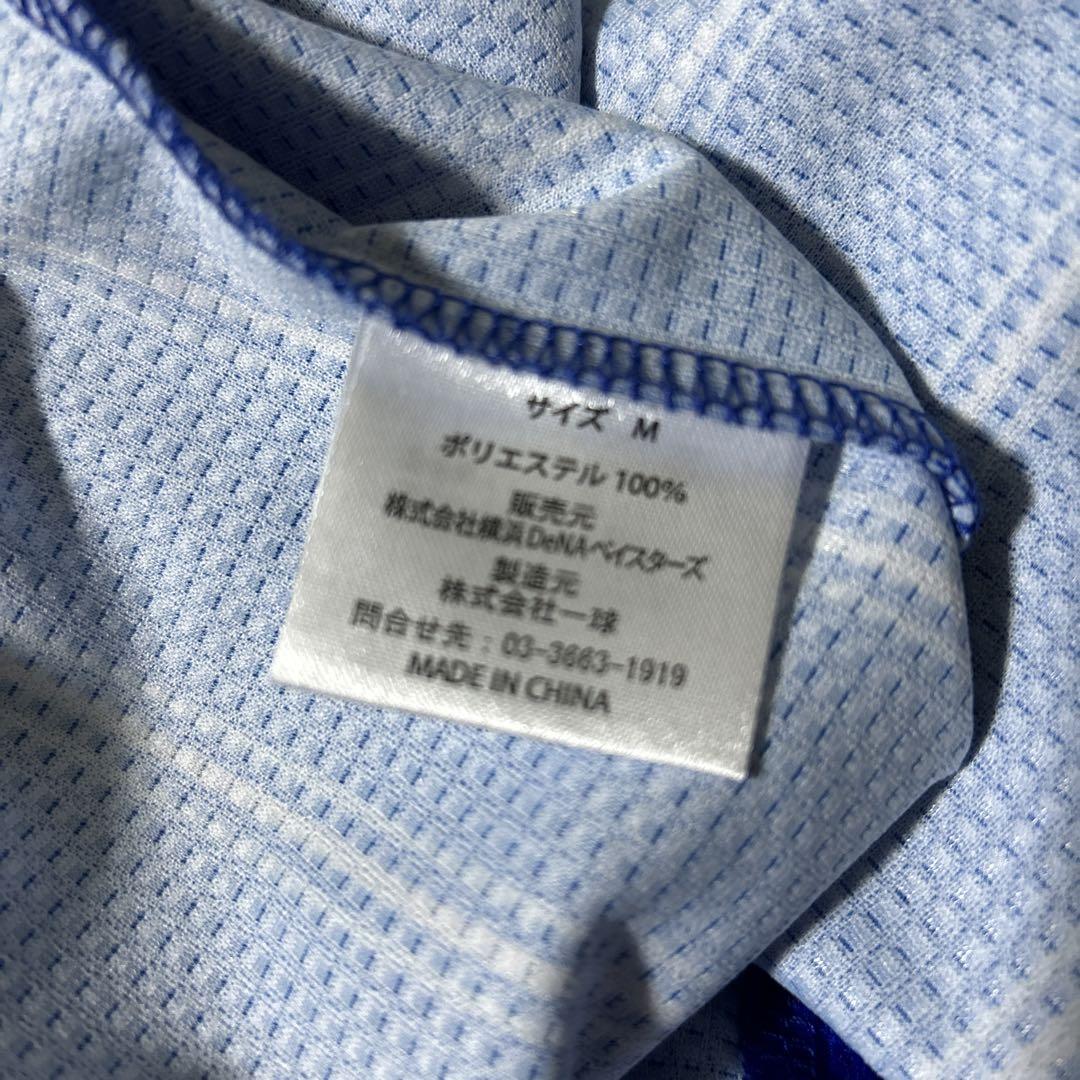 サイズ M
ポリエステル 100%
販売元
株式会社横浜DeNAベイスターズ
製造元
株式会社一球
問合せ先：03-3663-1919
MADE IN CHINA